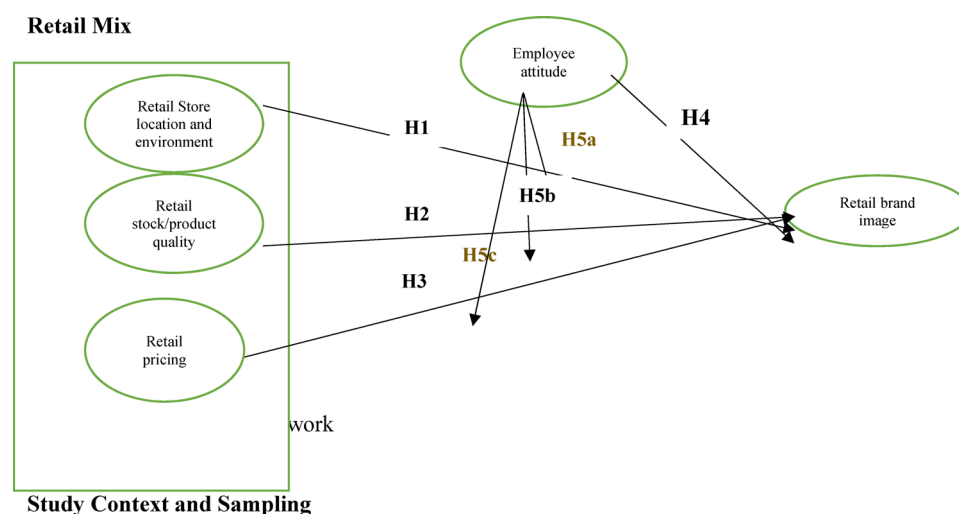 Retail Mix
Employee
attitude
Retail Store
location and
environment
H1
H4
H5a
H5b
Retail
stock/product
quality
H2
Retail brand
image
H5c
H3
Retail
pricing
work
Study Context and Sampling